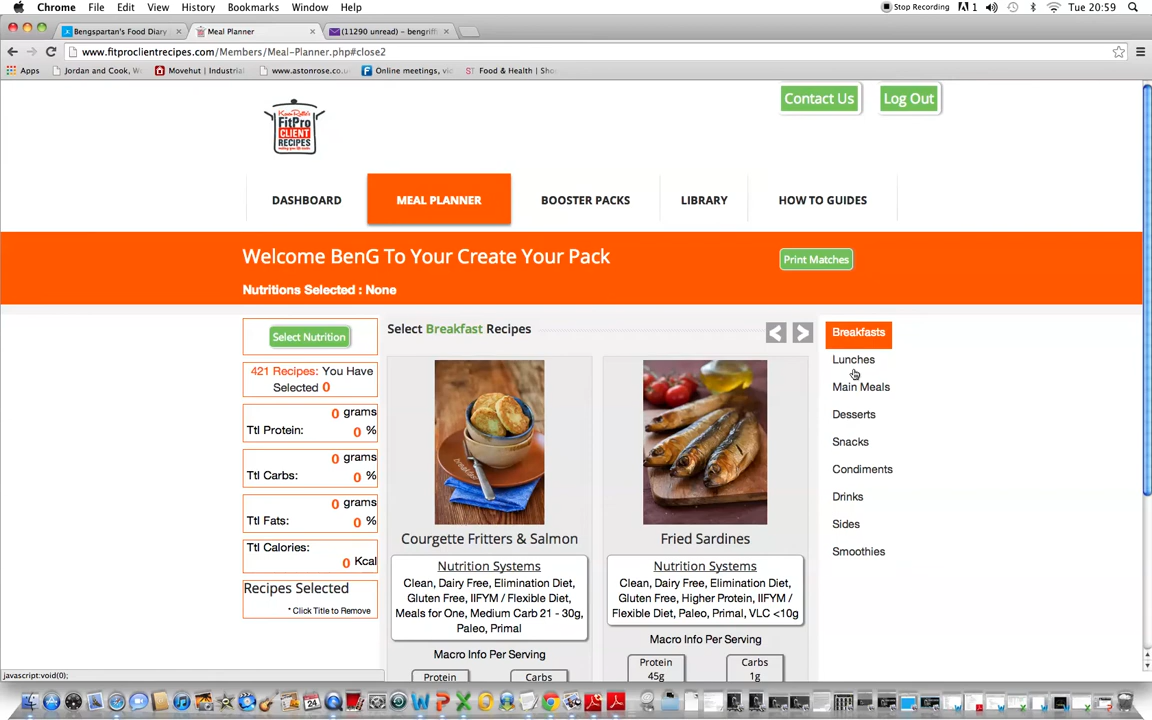 Chrome File Edit View History Bookmarks Window Help Stop Recording 1 Tue 20:59
Bengspartan's Food Diary Meal Planner (11290 unread) - bengriff
www.fitproclientrecipes.com/Members/Meal-Planner.php#close2
Apps Jordan and Cook, W Movehut | Industrial www.astonrose.co.u Online meetings, vi ST Food & Health | Sho
Contact Us Log Out
FitPro
CLIENT
RECIPES
DASHBOARD MEAL PLANNER BOOSTER PACKS LIBRARY HOW TO GUIDES
Welcome BenG To Your Create Your Pack
Print Matches
Nutritions Selected : None
Select Nutrition
421 Recipes: You Have
Selected 0
0 grams
Ttl Protein: 0 %
0 grams
Ttl Carbs: 0 %
0 grams
Ttl Fats: 0 %
Ttl Calories:
0 Kcal
Recipes Selected
* Click Title to Remove
Select Breakfast Recipes
Courgette Fritters & Salmon
Nutrition Systems
Clean, Dairy Free, Elimination Diet,
Gluten Free, IIFYM / Flexible Diet,
Meals for One, Medium Carb 21 - 30g,
Paleo, Primal
Macro Info Per Serving
Protein Carbs
Fried Sardines
Nutrition Systems
Clean, Dairy Free, Elimination Diet,
Gluten Free, Higher Protein, IIFYM /
Flexible Diet, Paleo, Primal, VLC <10g
Macro Info Per Serving
Protein Carbs
45g 1g
Breakfasts
Lunches
Main Meals
Desserts
Snacks
Condiments
Drinks
Sides
Smoothies
javascript:void(0);